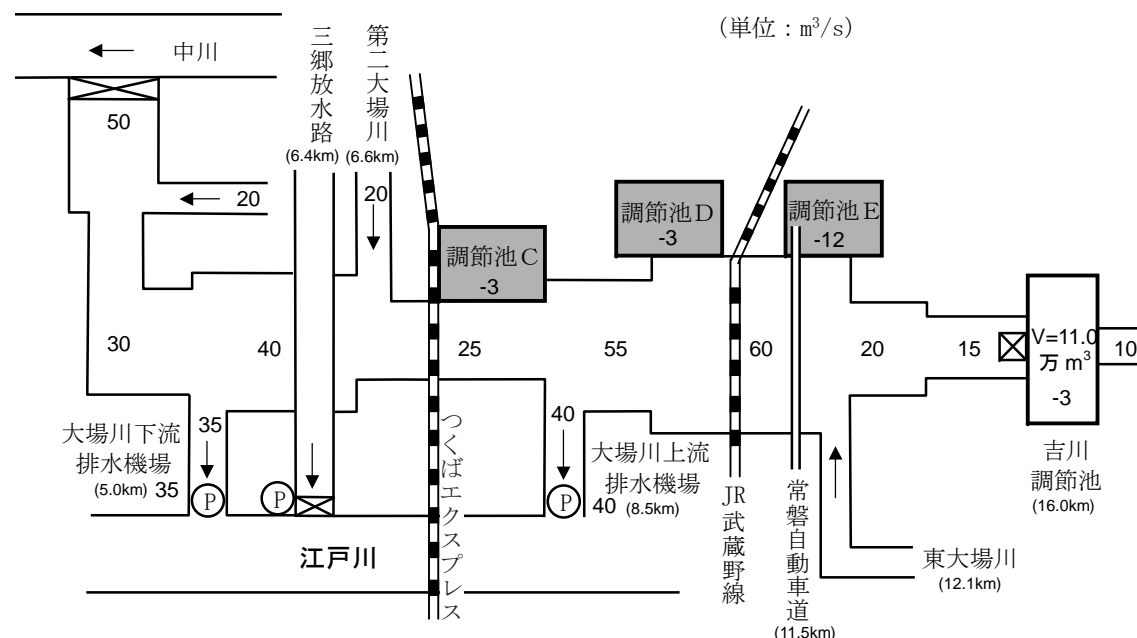 (単位:m³/s)
中川
50
20
三郷放水路
(6.4km)
第二大場川
(6.6km)
20
調節池C
-3
調節池D
-3
調節池E
-12
30
40
25
55
60
20
15
V=11.0
万 m³
-3
10
吉川
調節池
(16.0km)
大場川下流
排水機場
(5.0km)
35
35
P
P
40
P
40
大場川上流
排水機場
(8.5km)
つくばエクスプレス
JR武蔵野線
常磐自動車道
(11.5km)
東大場川
(12.1km)
江戸川